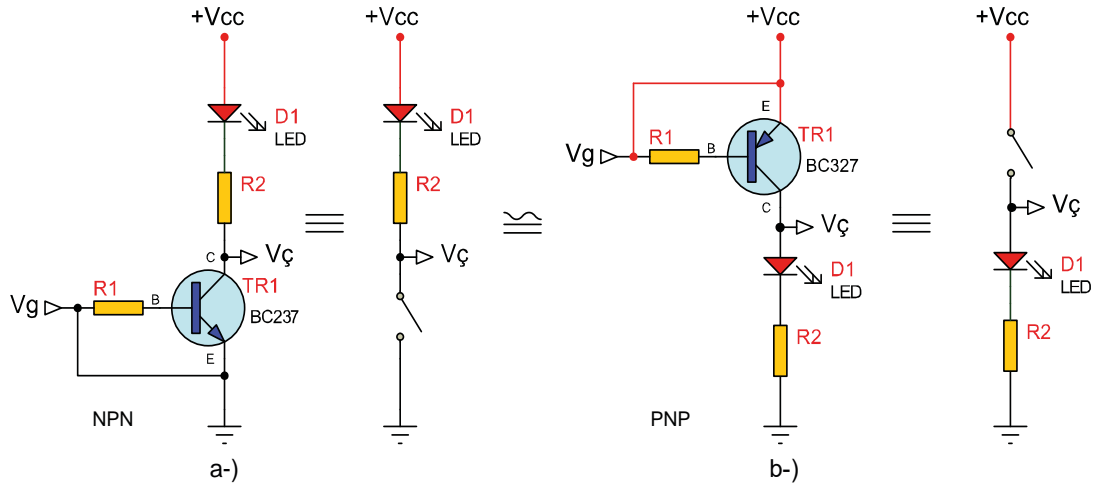 +Vcc
+Vcc
+Vcc
+Vcc
D1
LED
D1
LED
E
R1
B
TR1
Vg
BC327
R2
R2
C
Vç
C
Vç
Vç
Vç
R1
TR1
D1
LED
D1
LED
Vg
B
BC237
R2
R2
E
NPN
PNP
a-)
b-)